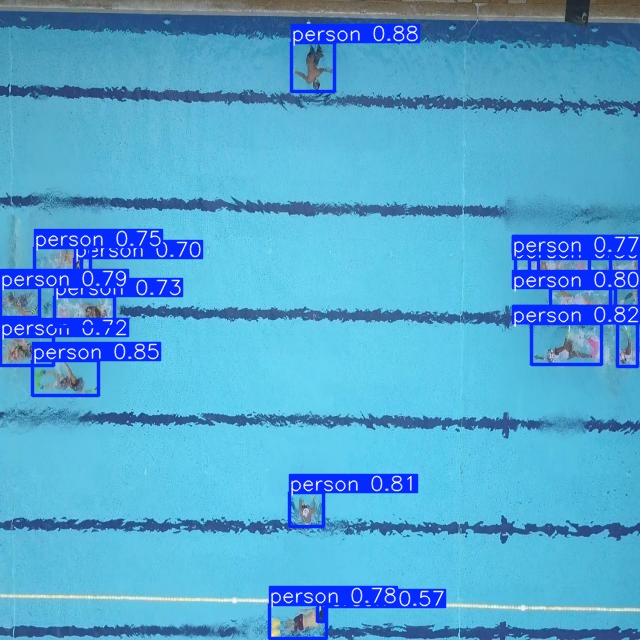 person 0.88
person 0.75
person 0.70
person 0.77
person 0.79
person 0.73
person 0.80
person 0.72
person 0.82
person 0.85
person 0.81
person 0.78
0.57